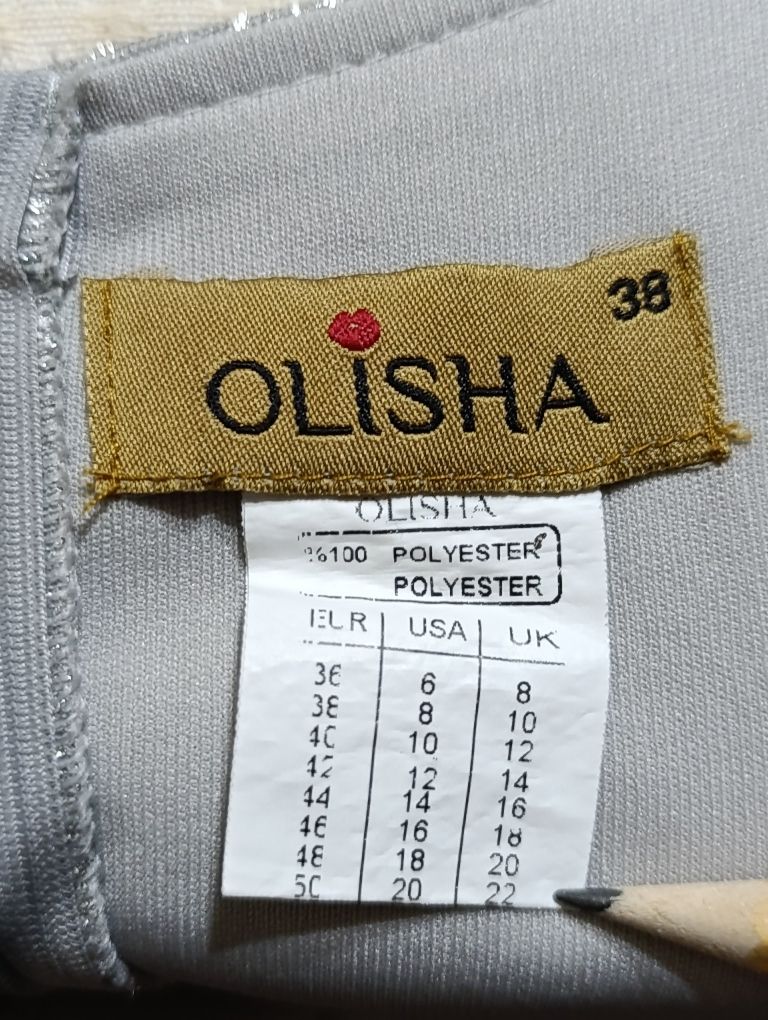 38
OLISHA
OLISHA
%100 POLYESTER
POLYESTER
EUR USA UK
36 6 8
38 8 10
40 10 12
42 12 14
44 14 16
46 16 18
48 18 20
50 20 22